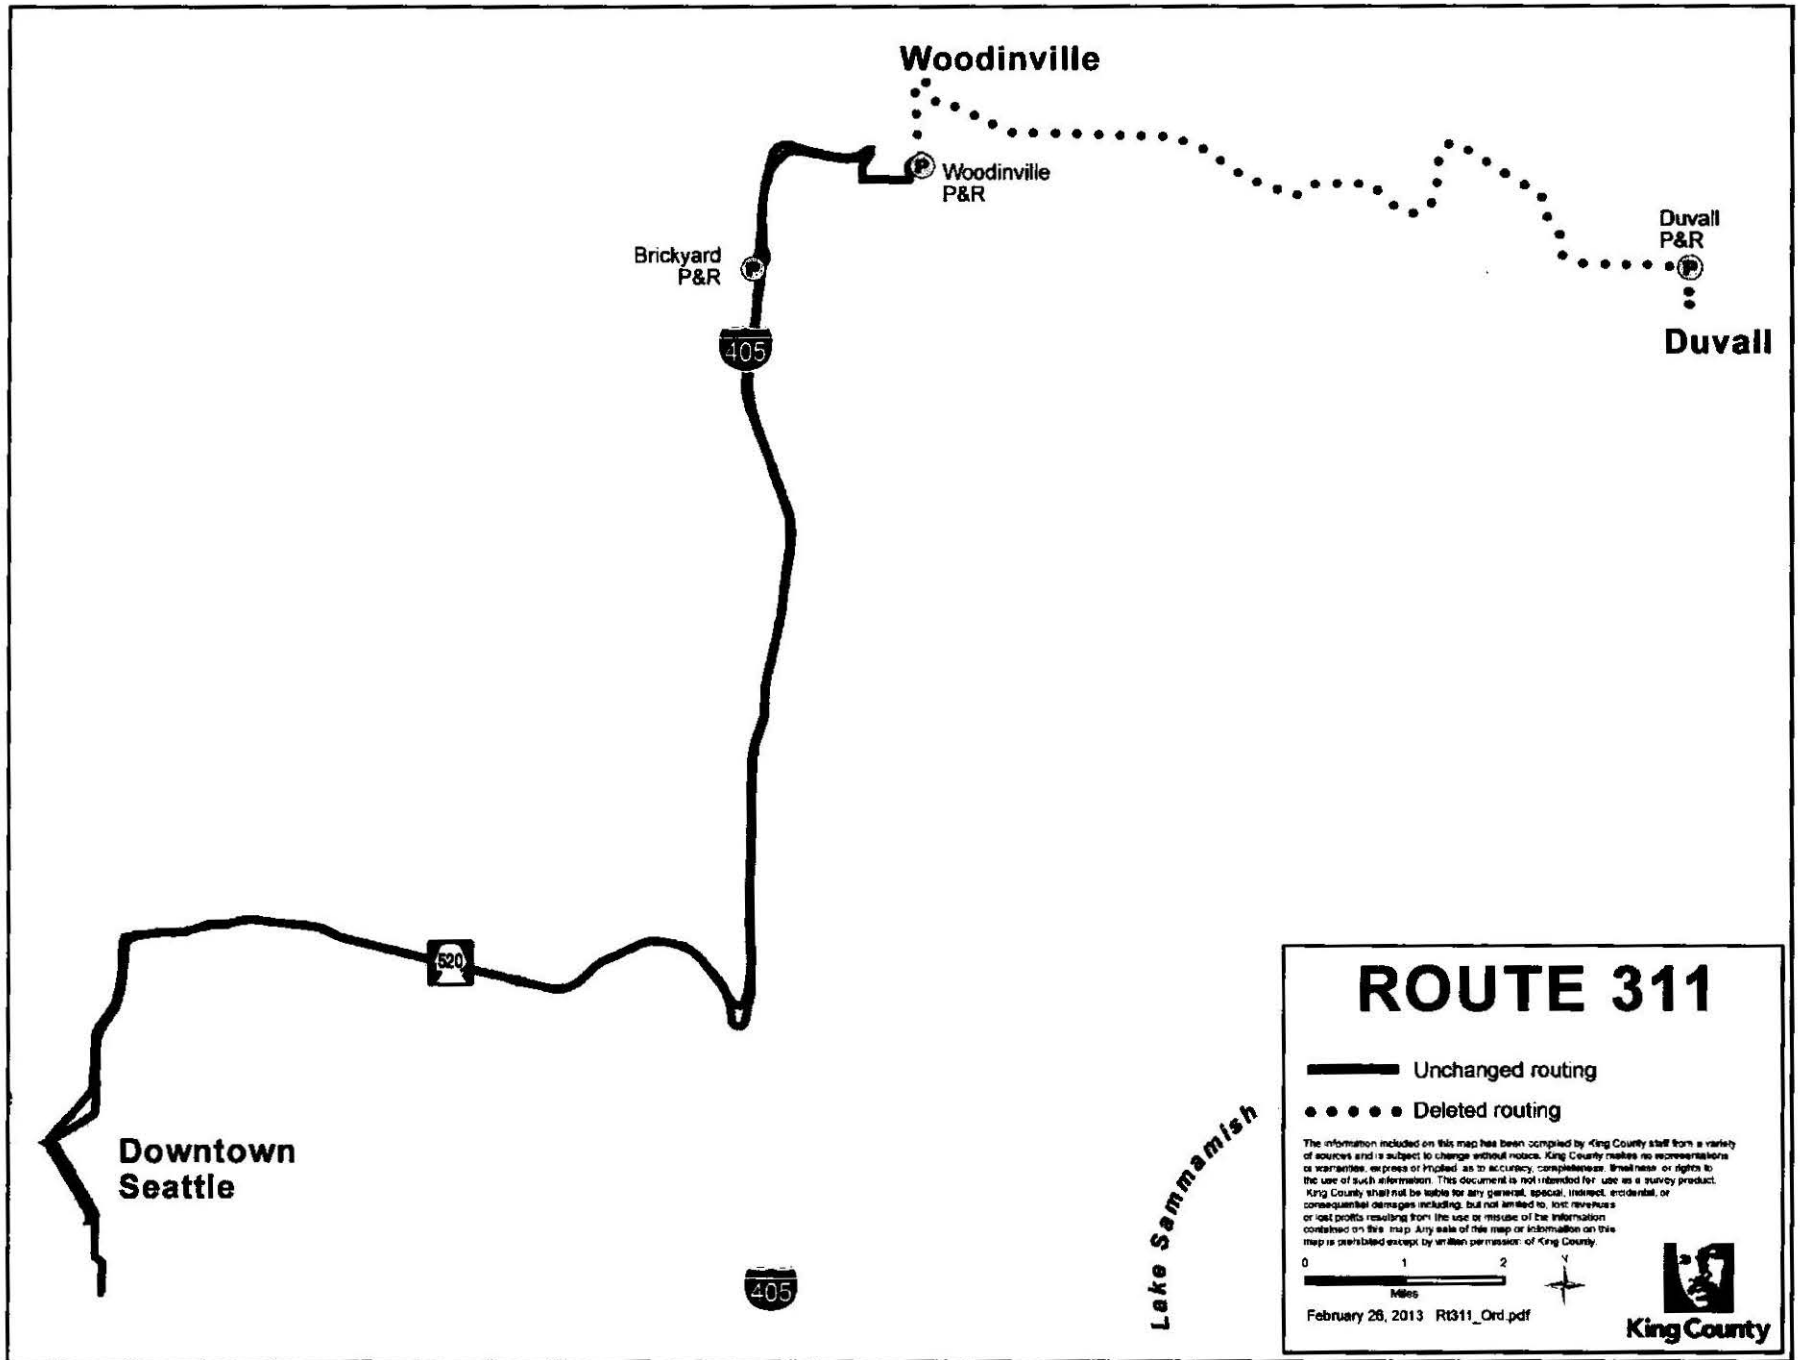 Woodinville
P
Woodinville
P&R
Duvall
P&R
P
Duvall
Brickyard
P&R
P
405
520
Downtown
Seattle
405
Lake Sammamish
ROUTE 311
Unchanged routing
Deleted routing
The information included on this map has been compiled by King County staff from a variety
of sources and is subject to change without notice. King County makes no representations
or warranties, express or implied, as to accuracy, completeness, timeliness, or rights to
the use of such information. This document is not intended for use as a survey product.
King County shall not be liable for any general, special, indirect, incidental, or
consequential damages including, but not limited to, lost revenues
or lost profits resulting from the use or misuse of the information
contained on this map. Any sale of this map or information on this
map is prohibited except by written permission of King County.
0 1 2
Miles
February 26, 2013 Rt311_Ord.pdf
King County